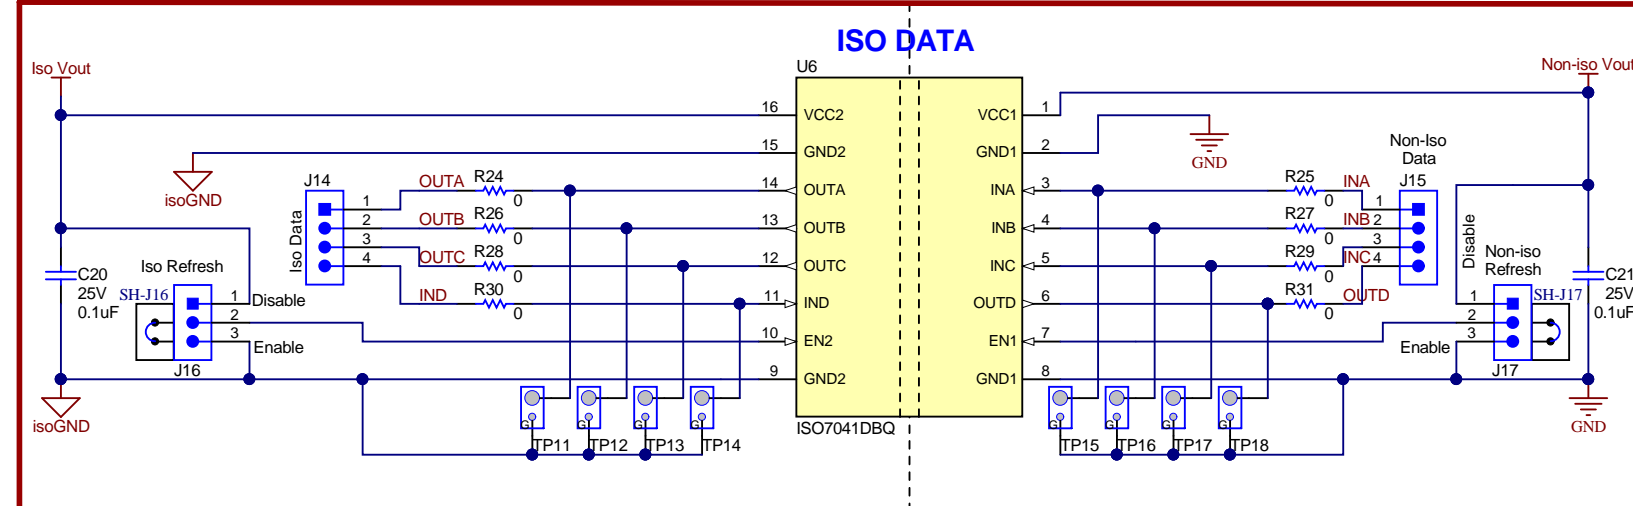 ISO DATA
Iso Vout
U6
Non-iso Vout
16 VCC2
VCC1 1
15 GND2
GND1 2
GND
isoGND
14 OUTA
INA 3
13 OUTB
INB 4
12 OUTC
INC 5
11 IND
OUTD 6
10 EN2
EN1 7
9 GND2
GND1 8
ISO7041DBQ
J14
Iso Data
1
2
3
4
OUTA R24 0
OUTB R26 0
OUTC R28 0
IND R30 0
C20
25V
0.1uF
Iso Refresh
SH-J16
1 Disable
2
3 Enable
J16
isoGND
TP11
TP12
TP13
TP14
G
G
G
G
R25 0 INA
R27 0 INB
R29 0 INC
R31 0 OUTD
Non-Iso
Data
J15
1
2
3
4
Disable
Non-iso
Refresh
SH-J17
1
2
3
Enable
J17
C21
25V
0.1uF
GND
TP15
TP16
TP17
TP18
G
G
G
G